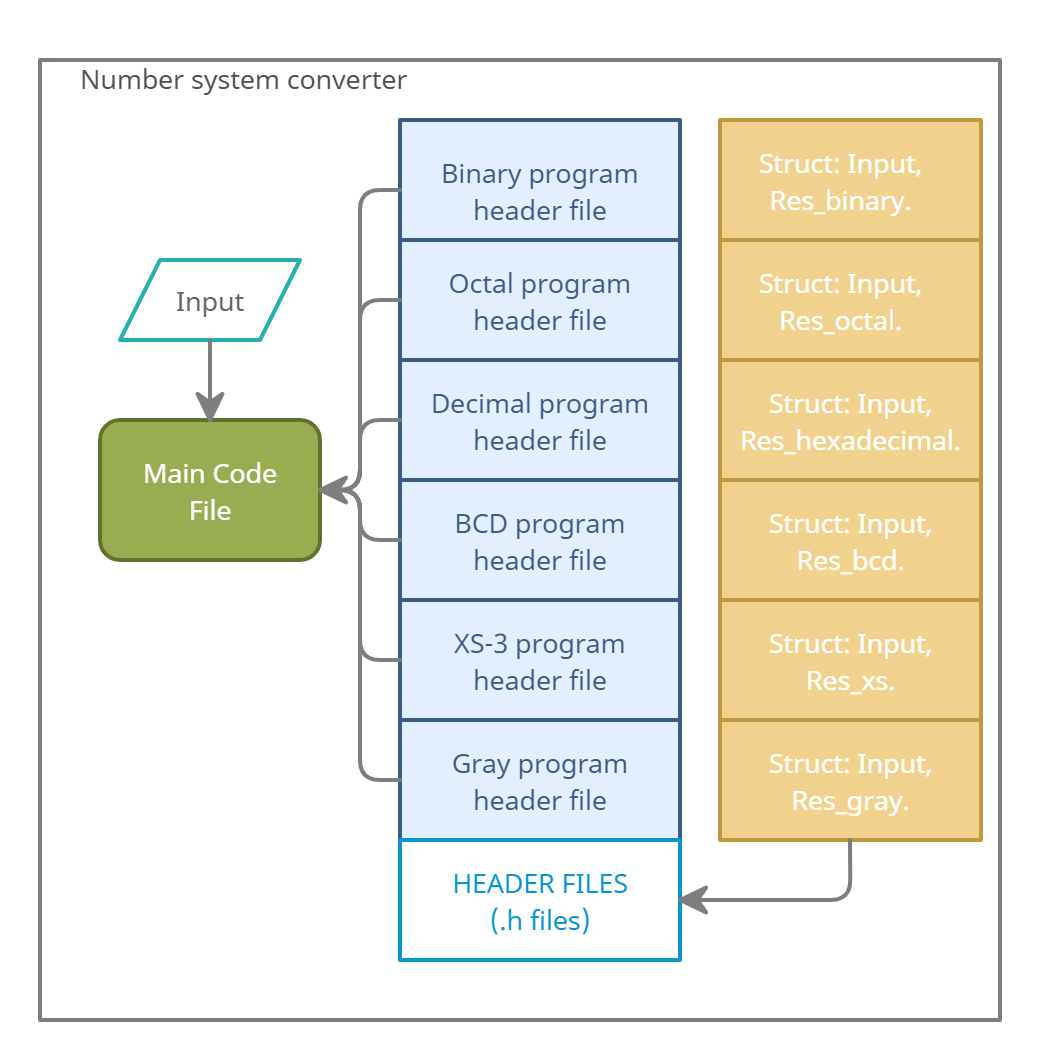 Number system converter
Input
Main Code
File
Binary program
header file
Octal program
header file
Decimal program
header file
BCD program
header file
XS-3 program
header file
Gray program
header file
HEADER FILES
(.h files)
Struct: Input,
Res_binary.
Struct: Input,
Res_octal.
Struct: Input,
Res_hexadecimal.
Struct: Input,
Res_bcd.
Struct: Input,
Res_xs.
Struct: Input,
Res_gray.